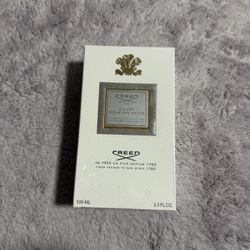 CREED
SILVER
MOUNTAIN WATER
CREED
DE PÈRE EN FILS DEPUIS 1760
FROM FATHER TO SON SINCE 1760
100 ML 3.3 FL.OZ.